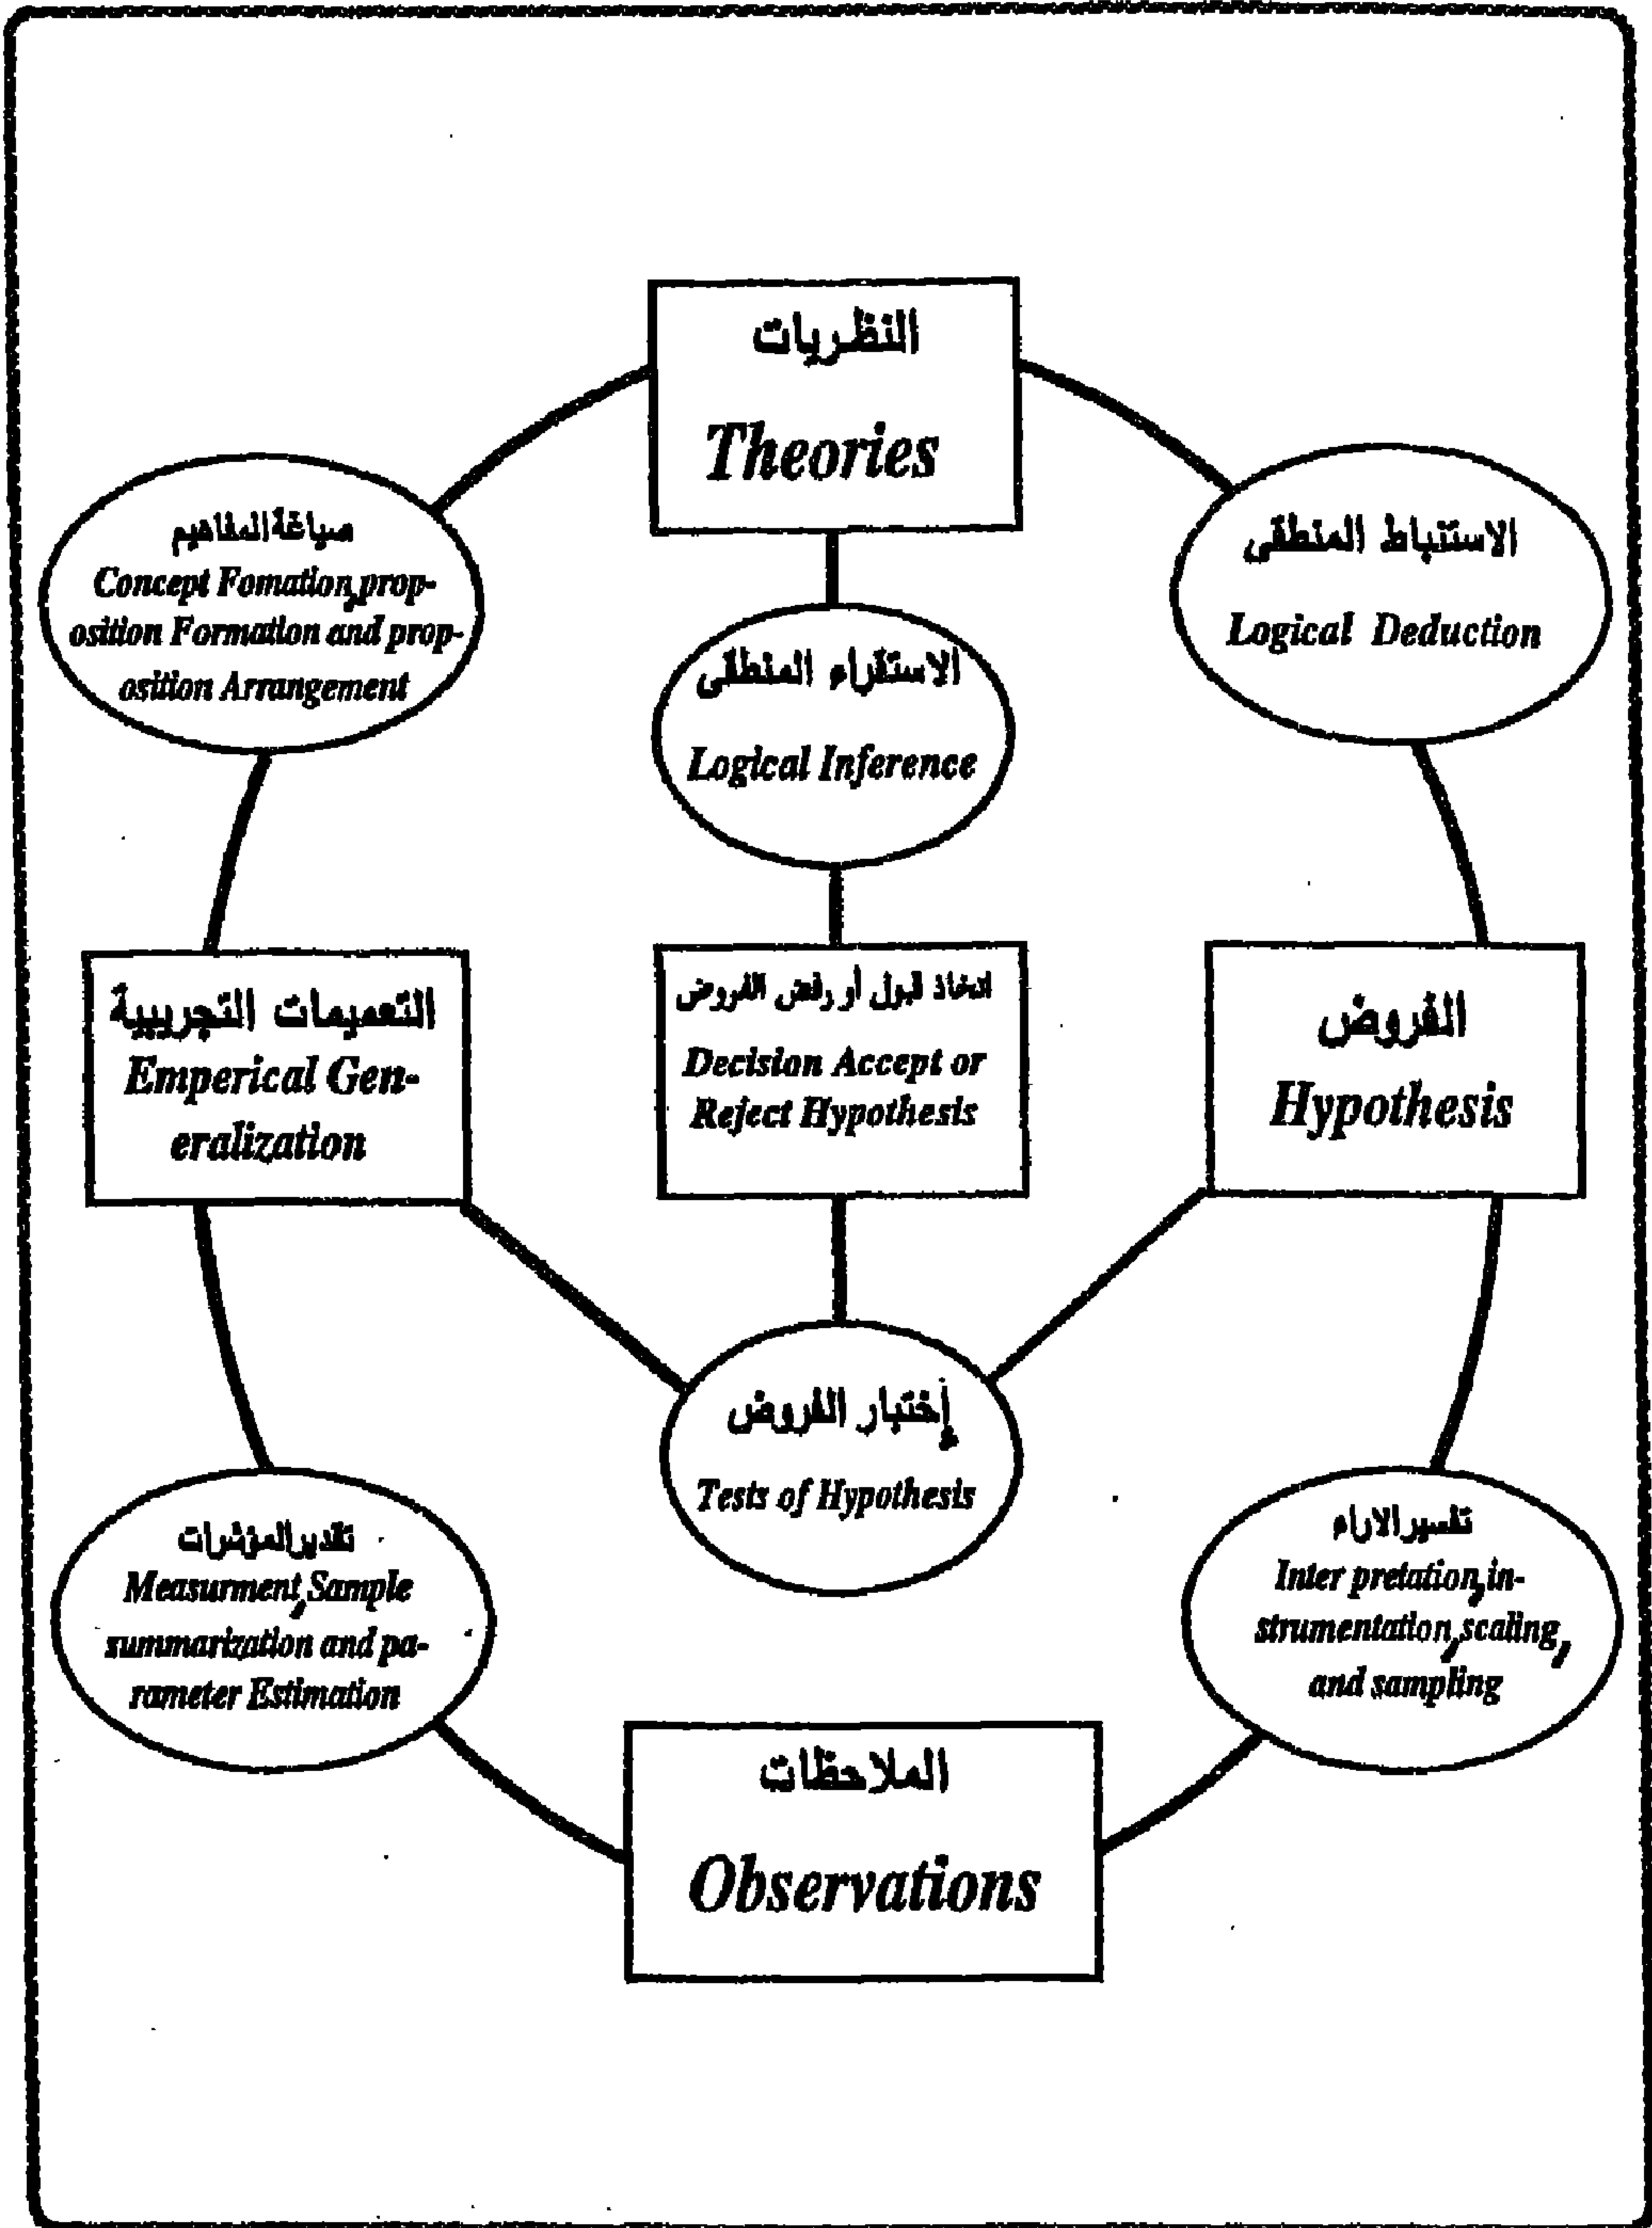 النظريات
Theories
صياغة المفاهيم
Concept Fomation,prop-
osition Formation and prop-
osition Arrangement
الاستنباط المنطقى
Logical Deduction
الاستقراء المنطقى
Logical Inference
التعميمات التجريبية
Emperical Gen-
eralization
اتخاذ قبول أو رفض الفروض
Decision Accept or
Reject Hypothesis
الفروض
Hypothesis
إختبار الفروض
Tests of Hypothesis
تقدير المؤشرات
Measurment,Sample
summarization and pa-
rameter Estimation
تفسير الاراء
Inter pretation,in-
strumentation,scaling,
and sampling
الملاحظات
Observations